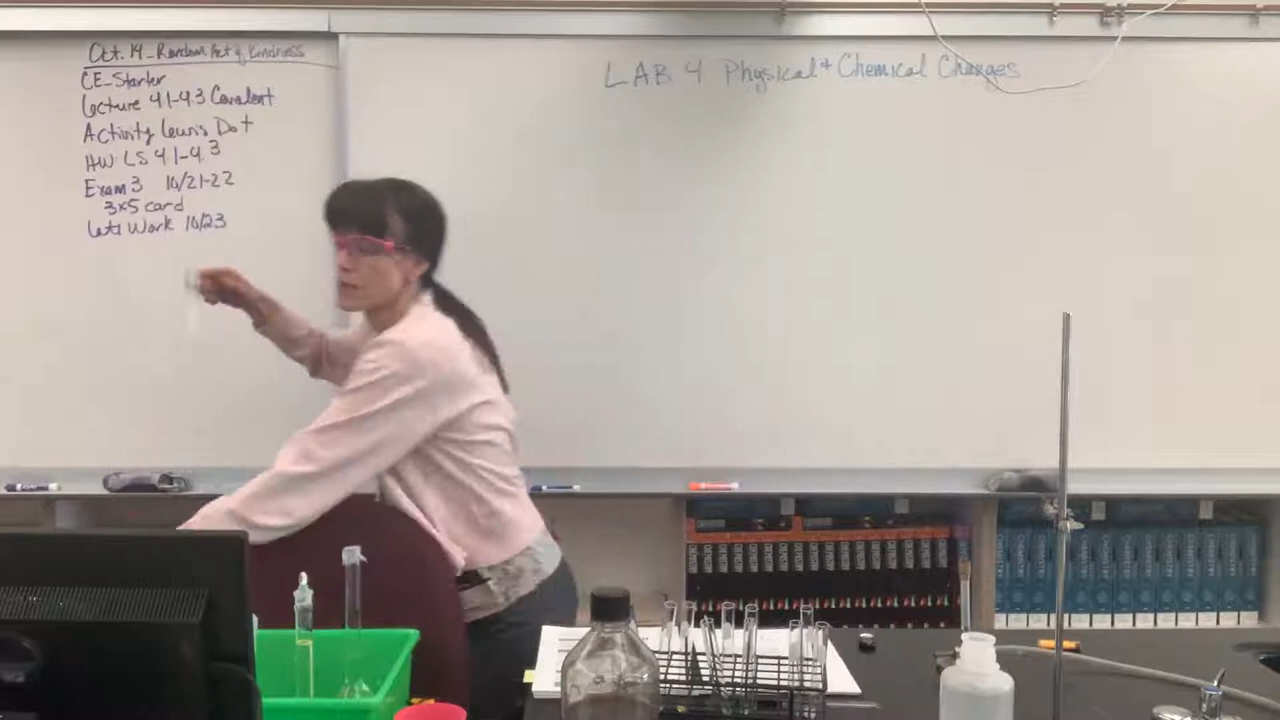 Oct. 14 - Random Act of Kindness
CE-Starter
Lecture 4.1-4.3 Covalent
Activity Lewis Dot
HW LS 4.1-4.3
Exam 3 10/21-22
3x5 card
Late Work 10/23
LAB 4 Physical + Chemical Changes